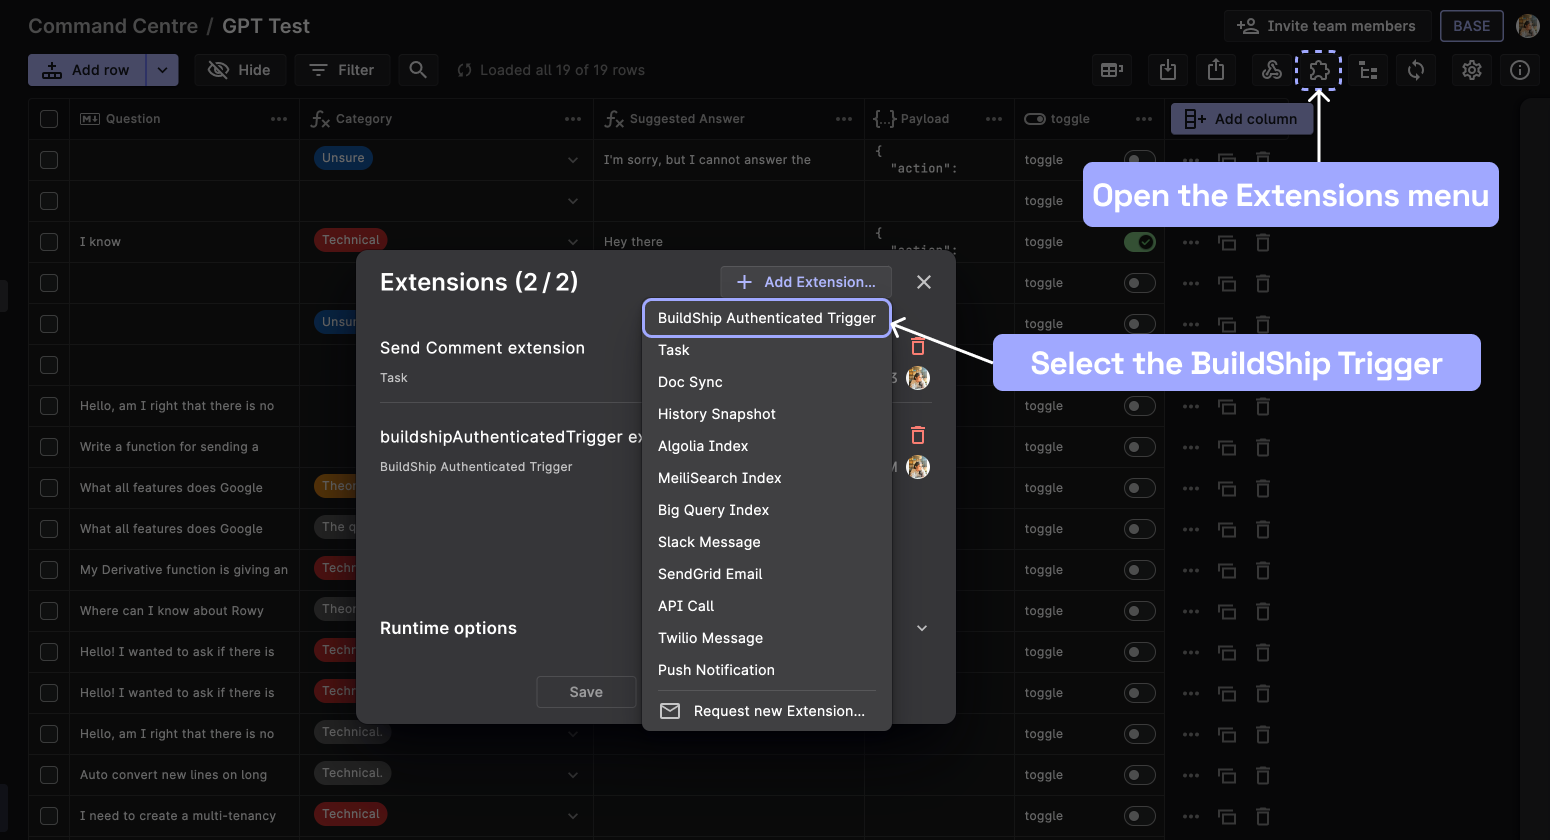 Command Centre / GPT Test
Invite team members
BASE
Add row
Hide
Filter
Loaded all 19 of 19 rows
Question
Category
Suggested Answer
{...} Payload
toggle
Add column
Unsure
I'm sorry, but I cannot answer the
{
"action":
toggle
toggle
Open the Extensions menu
I know
Technical
Hey there
{
"action":
toggle
Extensions (2 / 2)
Add Extension...
toggle
BuildShip Authenticated Trigger
Unsur
toggle
Send Comment extension
Task
Select the BuildShip Trigger
Task
Doc Sync
Hello, am I right that there is no
toggle
History Snapshot
buildshipAuthenticatedTrigger ex
Algolia Index
Write a function for sending a
toggle
BuildShip Authenticated Trigger
MeiliSearch Index
What all features does Google
Theor
toggle
Big Query Index
What all features does Google
The q
toggle
Slack Message
My Derivative function is giving an
Techn
toggle
SendGrid Email
Where can I know about Rowy
Theor
toggle
API Call
Runtime options
Twilio Message
Hello! I wanted to ask if there is
Techn
toggle
Push Notification
Hello! I wanted to ask if there is
Techn
toggle
Save
Request new Extension...
Hello, am I right that there is no
Technical.
toggle
Auto convert new lines on long
Technical.
toggle
I need to create a multi-tenancy
Technical
toggle